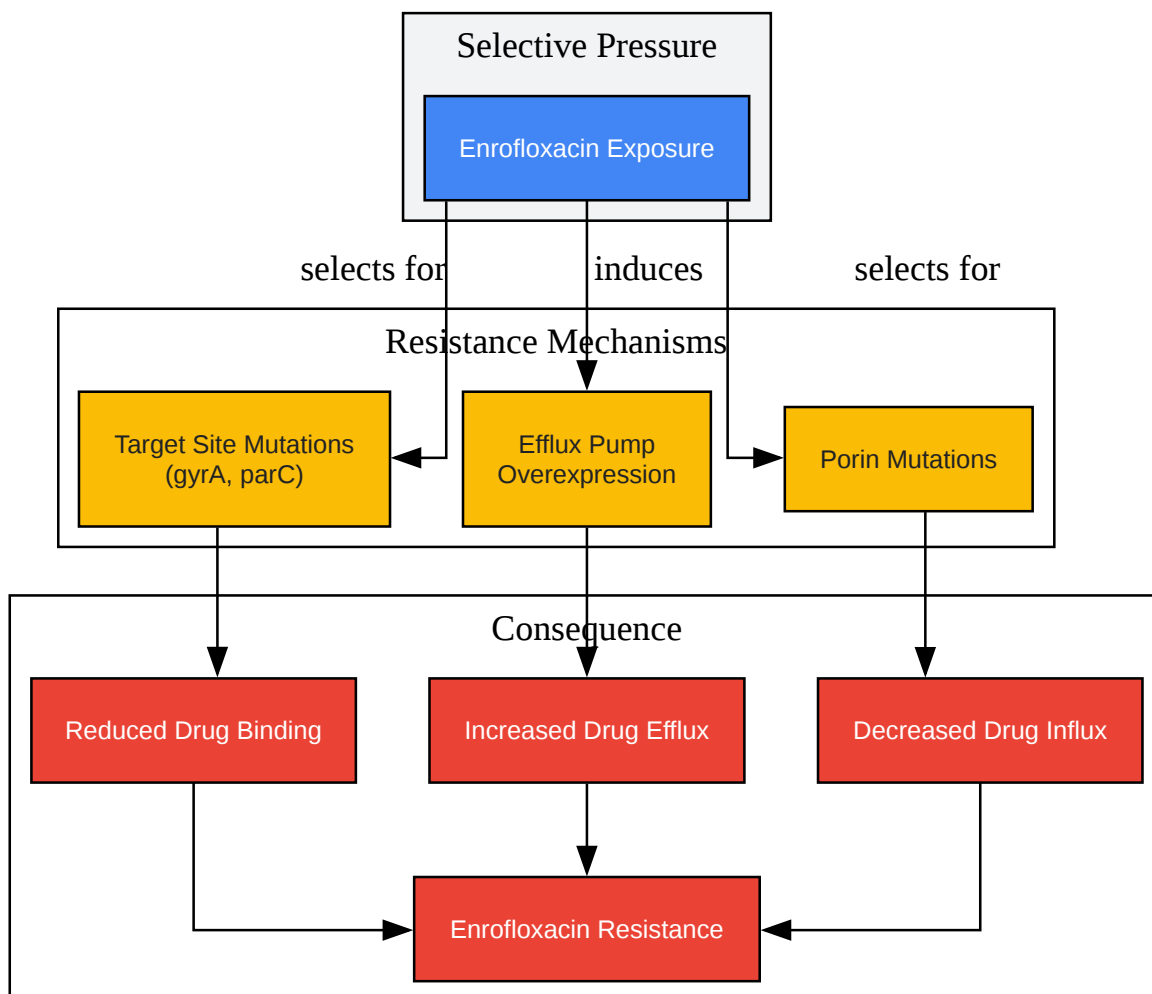 Selective Pressure
Enrofloxacin Exposure
selects for
induces
selects for
Resistance Mechanisms
Target Site Mutations
(gyrA, parC)
Efflux Pump
Overexpression
Porin Mutations
Consequence
Reduced Drug Binding
Increased Drug Efflux
Decreased Drug Influx
Enrofloxacin Resistance